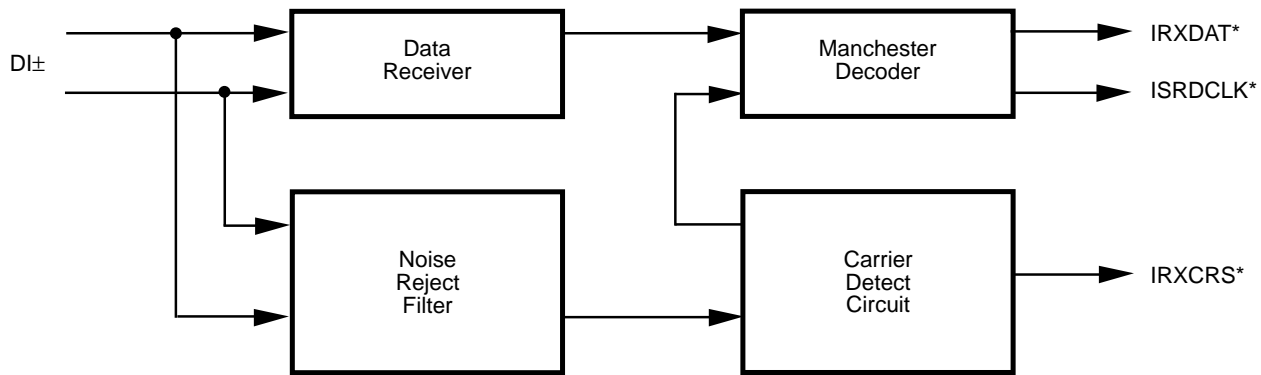 DI±
Data
Receiver
Manchester
Decoder
IRXDAT*
ISRDCLK*
Noise
Reject
Filter
Carrier
Detect
Circuit
IRXCRS*